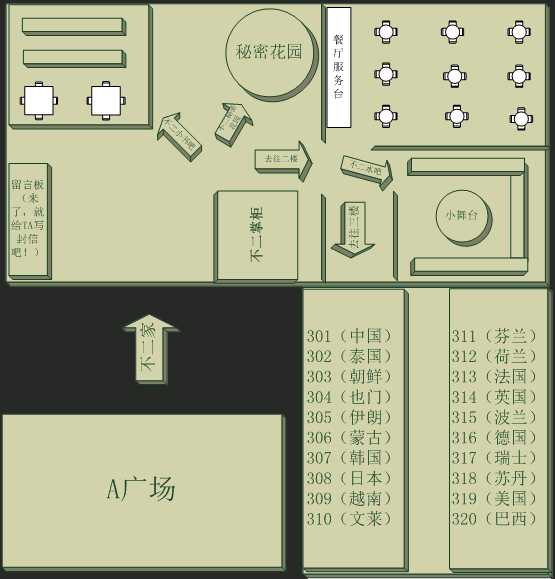 秘密花园
餐厅服务台
不二小书吧
去往二楼
不二水吧
留言板
（来
了，就
给TA写
封信
吧！）
不二掌柜
去往三楼
小舞台
不二家
A广场
301（中国）
302（泰国）
303（朝鲜）
304（也门）
305（伊朗）
306（蒙古）
307（韩国）
308（日本）
309（越南）
310（文莱）
311（芬兰）
312（荷兰）
313（法国）
314（英国）
315（波兰）
316（德国）
317（瑞士）
318（苏丹）
319（美国）
320（巴西）